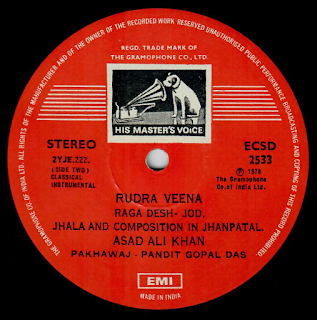 THE GRAMOPHONE CO. OF INDIA LTD. ALL RIGHTS OF THE MANUFACTURER AND OF THE OWNER OF THE RECORDED WORK RESERVED UNAUTHORISED PUBLIC PERFORMANCE BROADCASTING AND COPYING OF THIS RECORD PROHIBITED.
REGD. TRADE MARK OF
THE GRAMOPHONE CO., LTD.
HIS MASTER'S VOICE
STEREO
2YJE.222.
(SIDE TWO)
CLASSICAL
INSTRUMENTAL
ECSD
2533
℗ 1976
The Gramophone
Co.of India Ltd.
RUDRA VEENA
RAGA DESH- JOD,
JHALA AND COMPOSITION IN JHANPATAL.
ASAD ALI KHAN
PAKHAWAJ - PANDIT GOPAL DAS
EMI
MADE IN INDIA